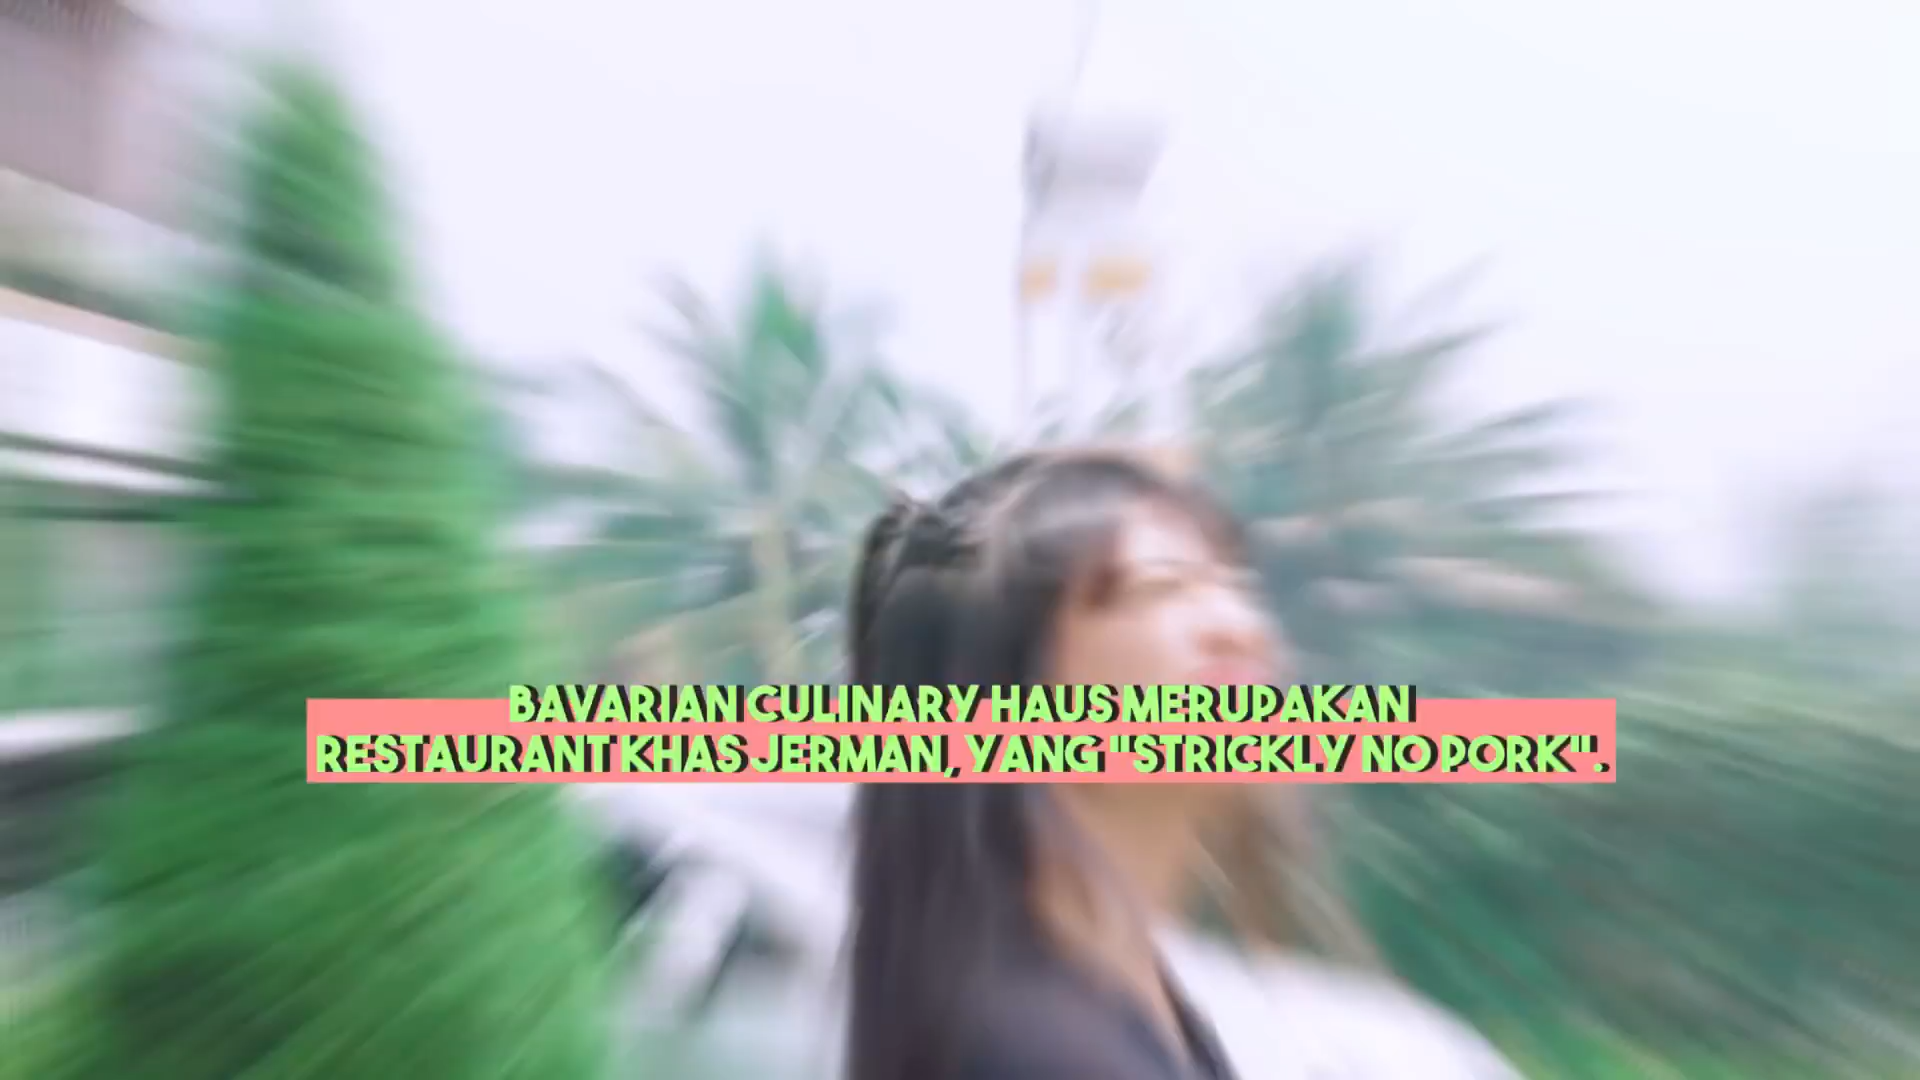 BAVARIAN CULINARY HAUS MERUPAKAN
RESTAURANT KHAS JERMAN, YANG "STRICKLY NO PORK".